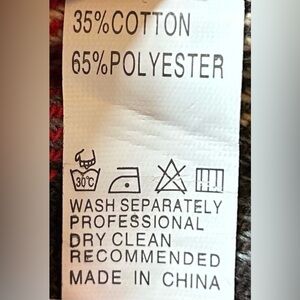 35%COTTON
65%POLYESTER
30°C
WASH SEPARATELY
PROFESSIONAL
DRY CLEAN
RECOMMENDED
MADE IN CHINA